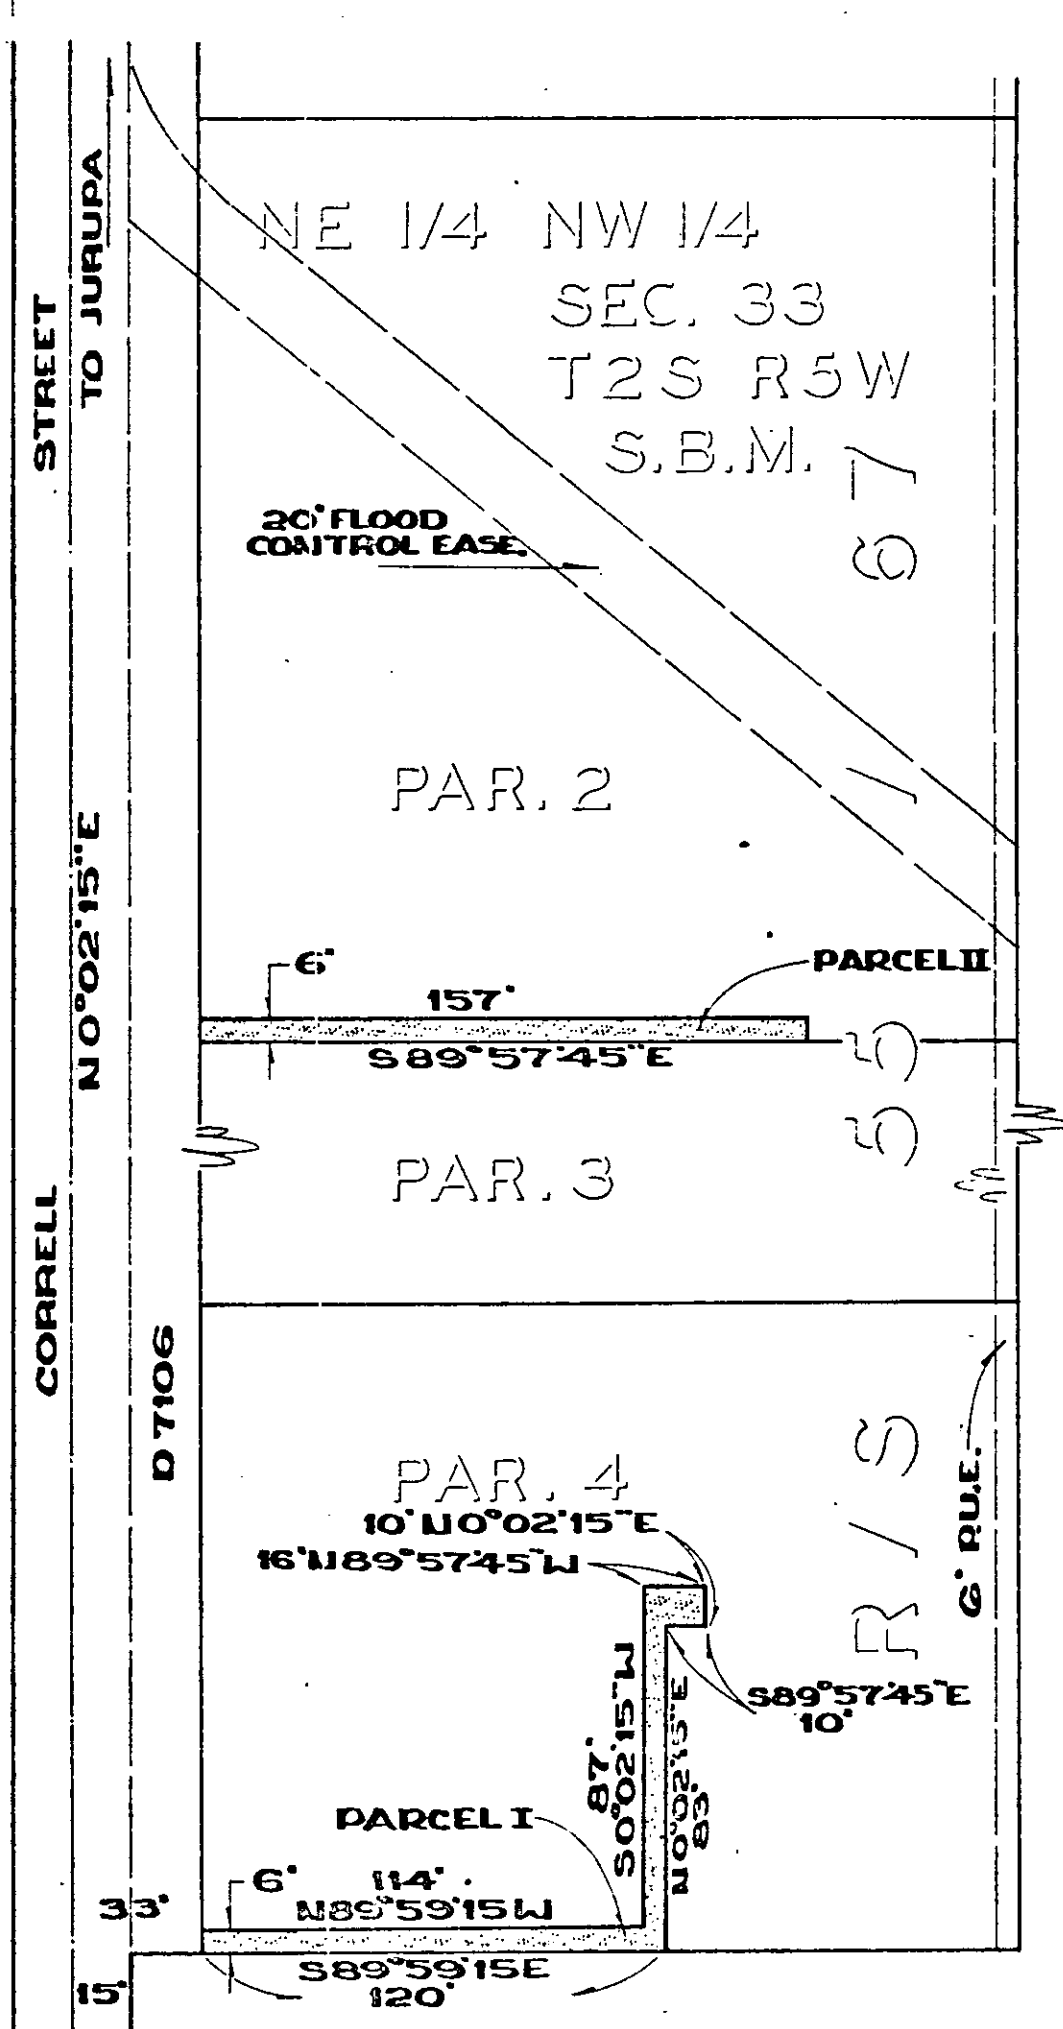 TO JURUPA
STREET
NE 1/4 NW 1/4
SEC. 33
T2S R5W
S.B.M.
20' FLOOD
CONTROL EASE.
PAR. 2
N0°02'15"E
6'
157'
PARCEL II
S89°57'45"E
PAR. 3
CORRELL
D 7106
R/S 55/67
PAR. 4
10' N0°02'15"E
16' N89°57'45"W
6' P.U.E.
S89°57'45"E
10'
87'
S0°02'15"W
N0°02'15"E
83'
PARCEL I
6'
114'
N89°59'15W
33'
S89°59'15E
120'
15'